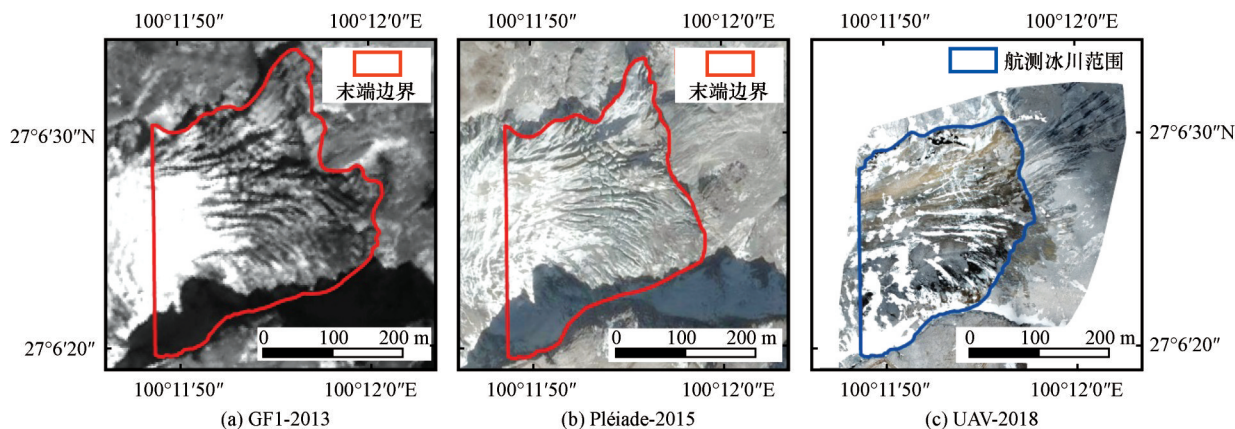 100°11′50″ 100°12′0″ 100°11′50″ 100°12′0″ 100°11′50″ 100°12′0″
末端边界 末端边界 航测冰川范围
27°6′30″N 27°6′30″N
0 100 200 m 0 100 200 m 0 100 200 m
27°6′20″ 27°6′20″
100°11′50″ 100°12′0″E 100°11′50″ 100°12′0″E 100°11′50″ 100°12′0″E
(a) GF1-2013 (b) Pléiade-2015 (c) UAV-2018